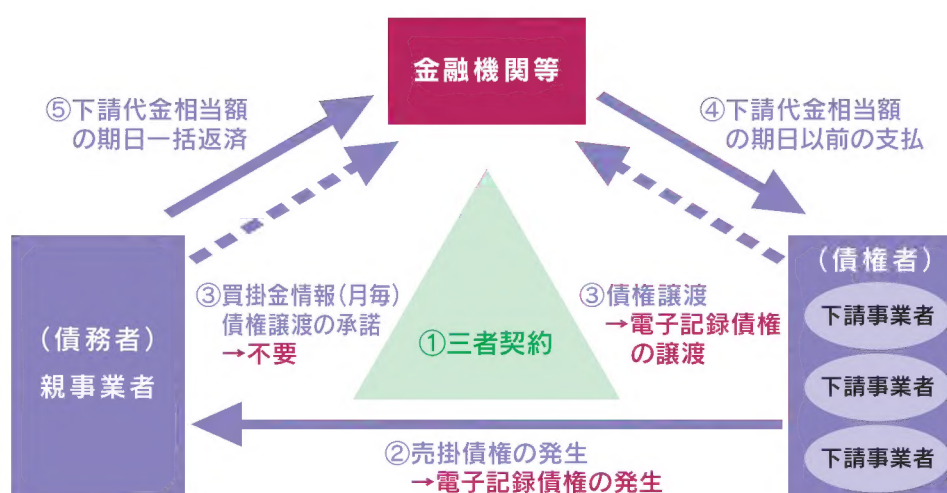 金融機関等
⑤下請代金相当額
の期日一括返済
④下請代金相当額
の期日以前の支払
(債務者)
親事業者
③買掛金情報(月毎)
債権譲渡の承諾
→不要
①三者契約
③債権譲渡
→電子記録債権
の譲渡
(債権者)
下請事業者
下請事業者
下請事業者
②売掛債権の発生
→電子記録債権の発生